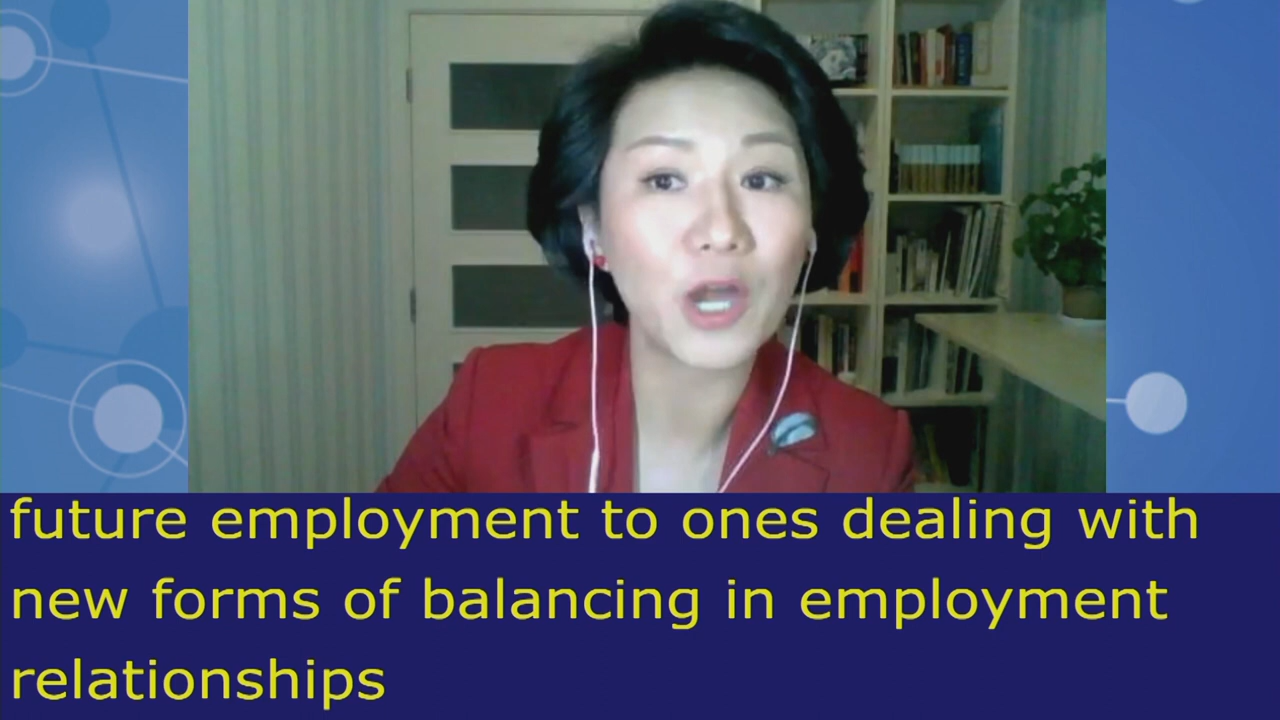 future employment to ones dealing with
new forms of balancing in employment
relationships